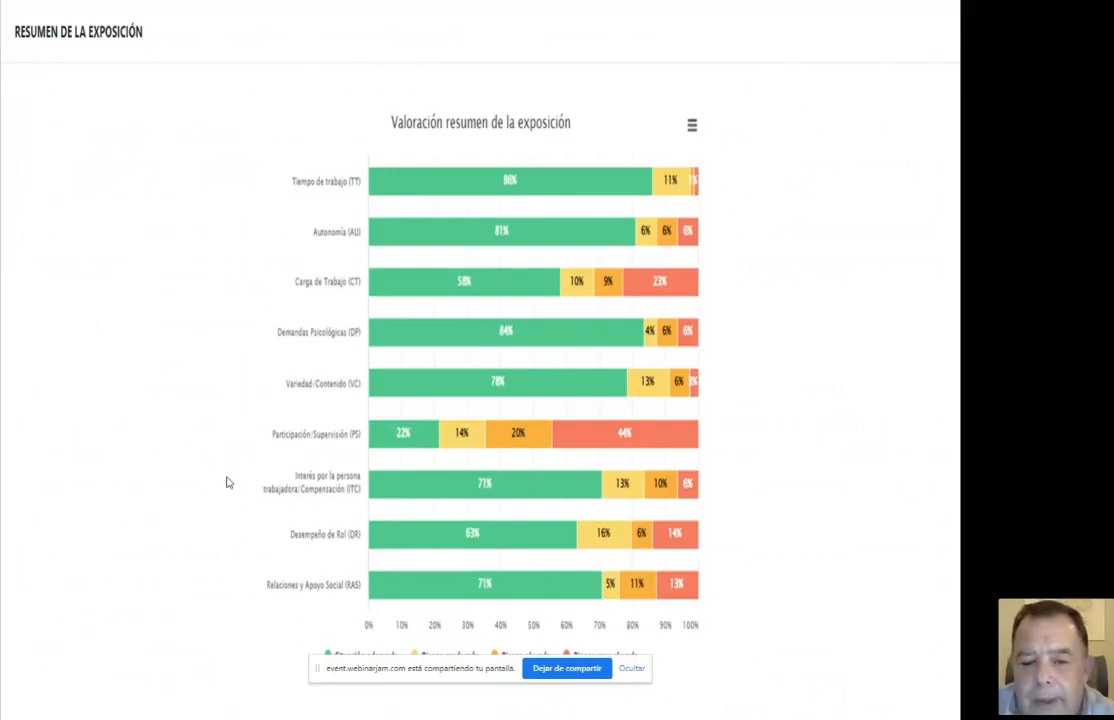 RESUMEN DE LA EXPOSICIÓN
Valoración resumen de la exposición
Tiempo de trabajo (TT)
86% 11%
Autonomía (AU)
81% 6% 6% 6%
Carga de Trabajo (CT)
58% 10% 9% 23%
Demandas Psicológicas (DP)
84% 4% 6% 6%
Variedad/Contenido (VC)
78% 13% 6%
Participación/Supervisión (PS)
22% 14% 20% 44%
Interés por la persona
trabajadora/Compensación (ITC)
71% 13% 10% 6%
Desempeño de Rol (DR)
63% 16% 6% 14%
Relaciones y Apoyo Social (RAS)
71% 5% 11% 13%
0% 10% 20% 30% 40% 50% 60% 70% 80% 90% 100%
event.webinarjam.com está compartiendo tu pantalla. Dejar de compartir Ocultar